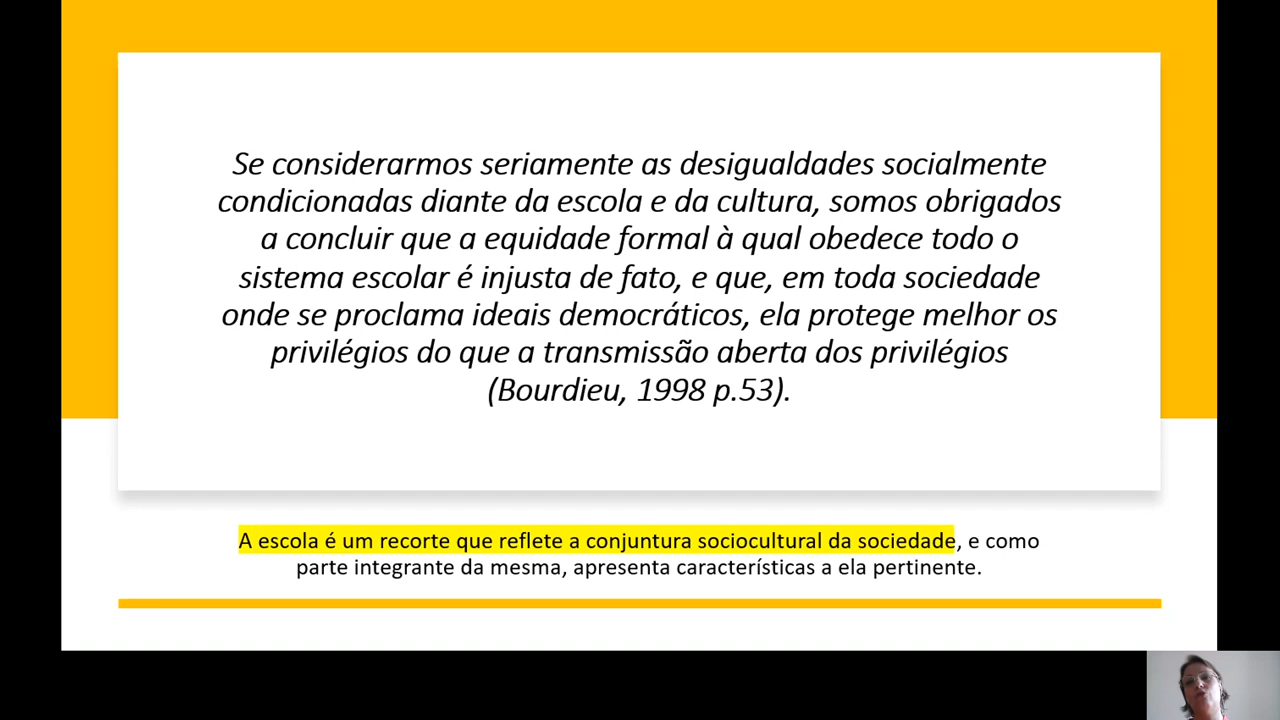 Se considerarmos seriamente as desigualdades socialmente
condicionadas diante da escola e da cultura, somos obrigados
a concluir que a equidade formal à qual obedece todo o
sistema escolar é injusta de fato, e que, em toda sociedade
onde se proclama ideais democráticos, ela protege melhor os
privilégios do que a transmissão aberta dos privilégios
(Bourdieu, 1998 p.53).
A escola é um recorte que reflete a conjuntura sociocultural da sociedade, e como
parte integrante da mesma, apresenta características a ela pertinente.